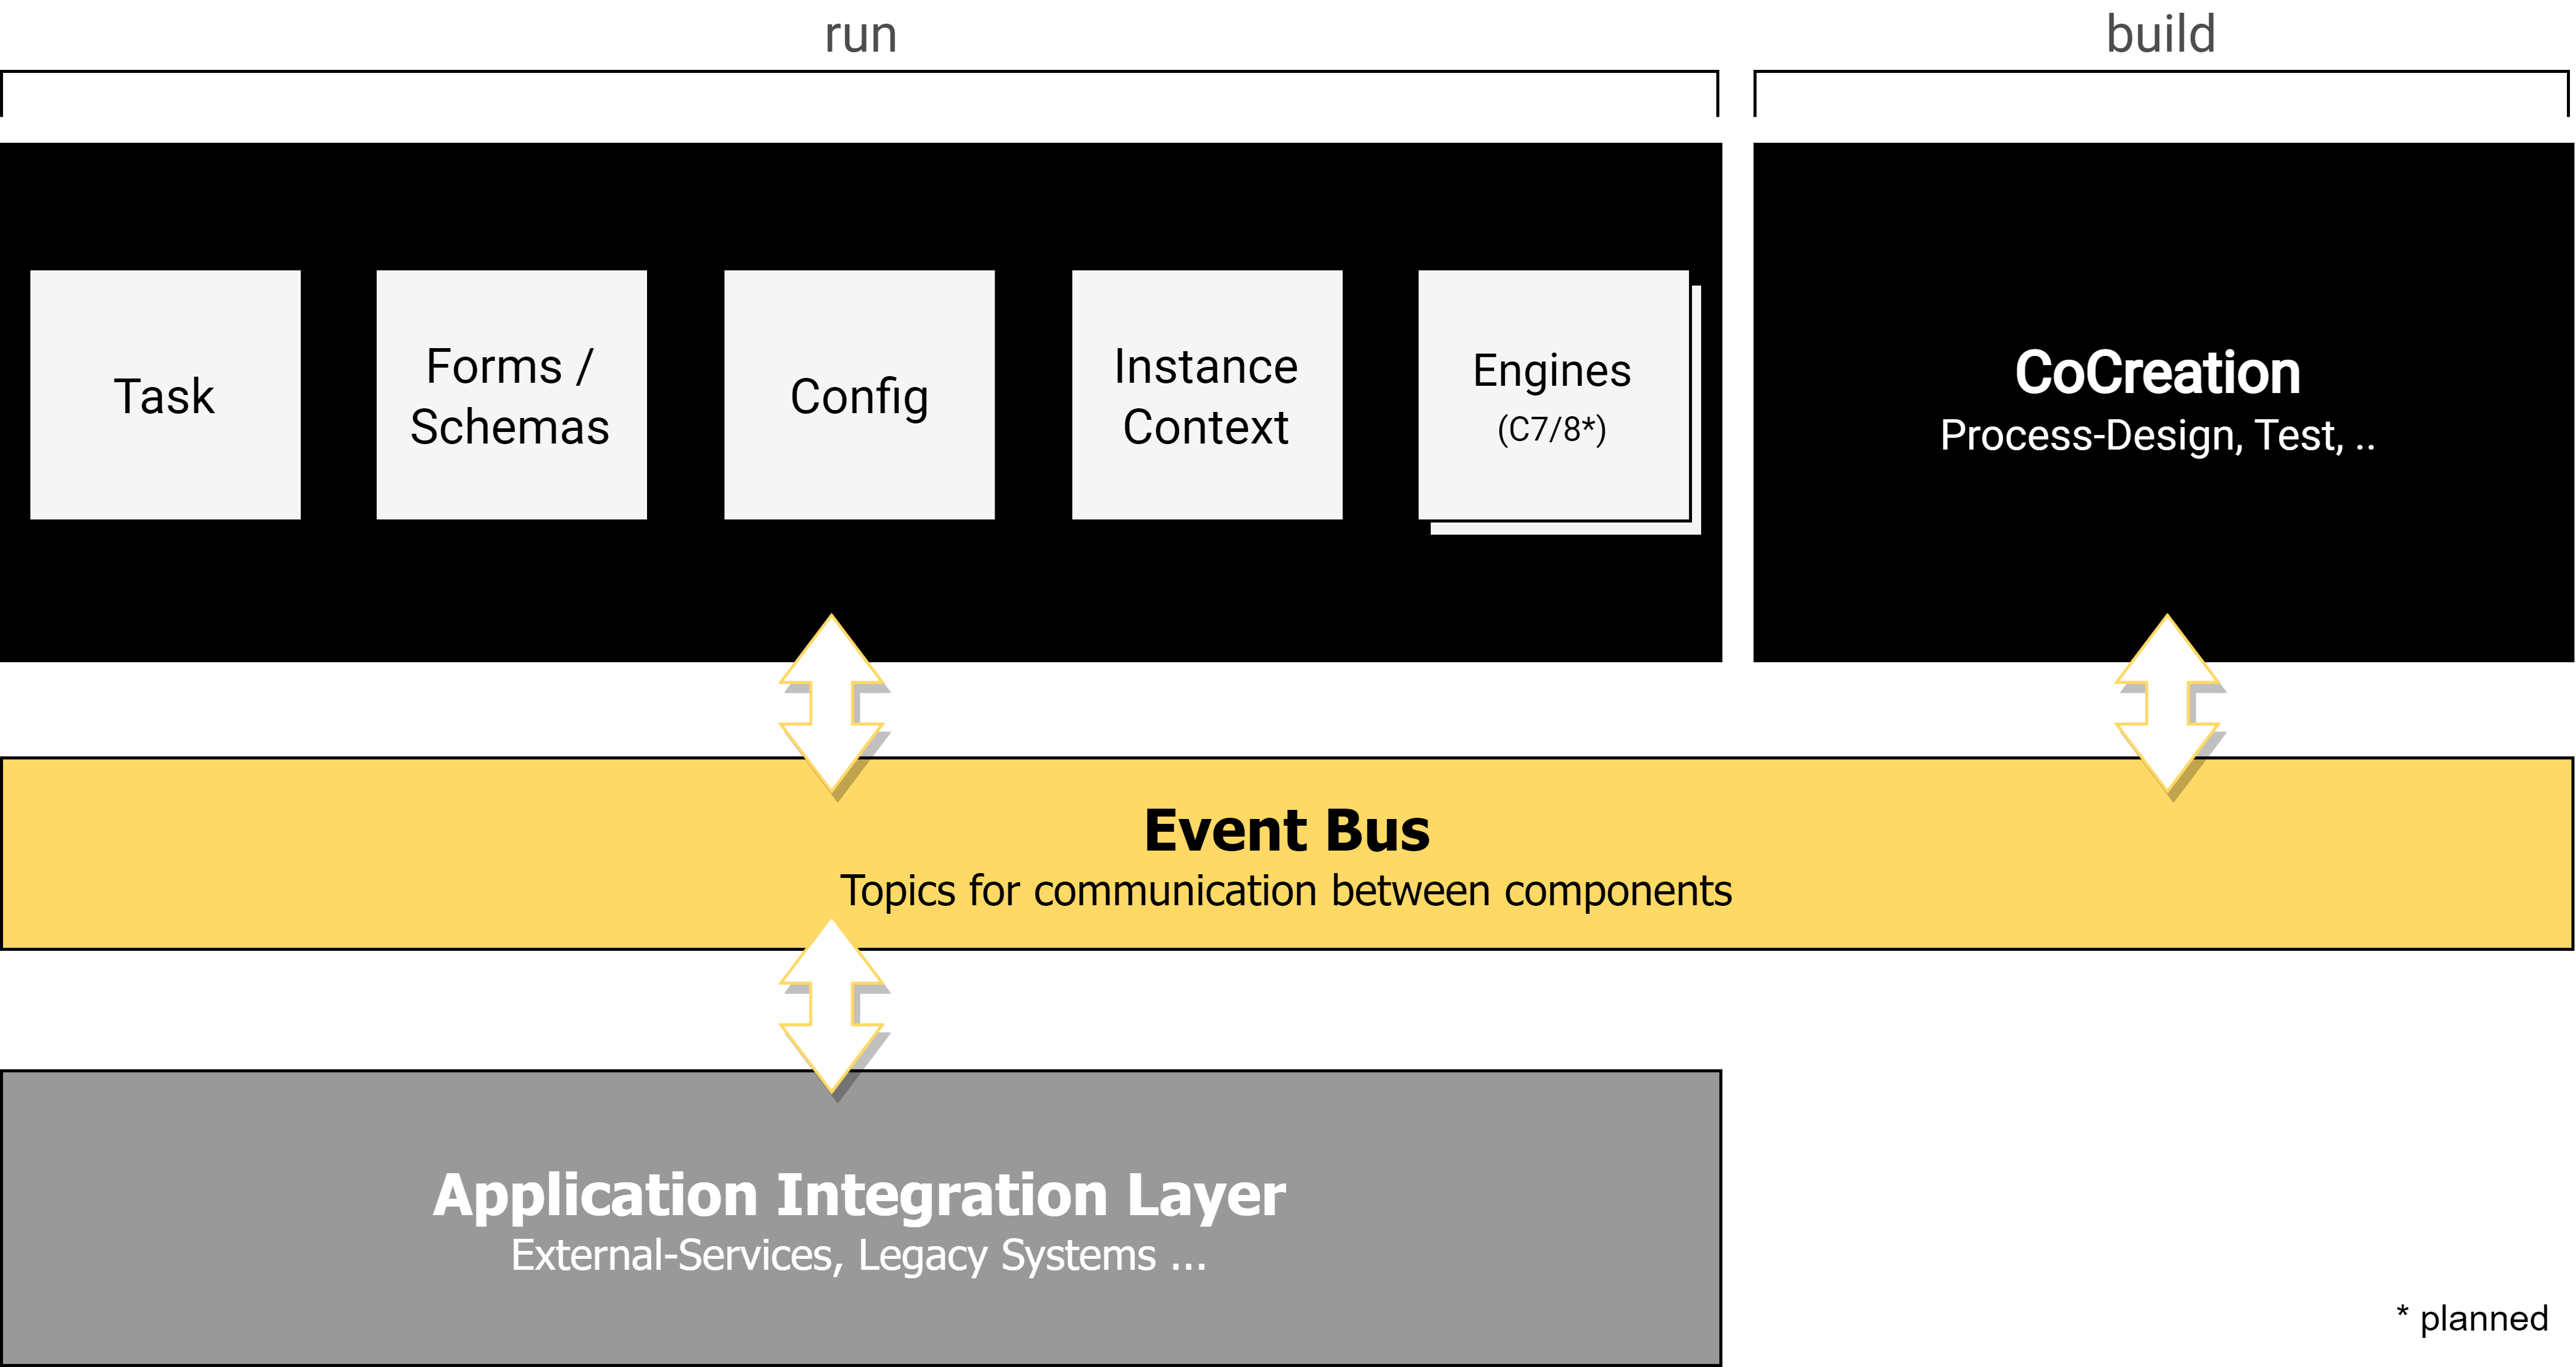 run
build
Task
Forms /
Schemas
Config
Instance
Context
Engines
(C7/8*)
CoCreation
Process-Design, Test, ..
Event Bus
Topics for communication between components
Application Integration Layer
External-Services, Legacy Systems ...
* planned